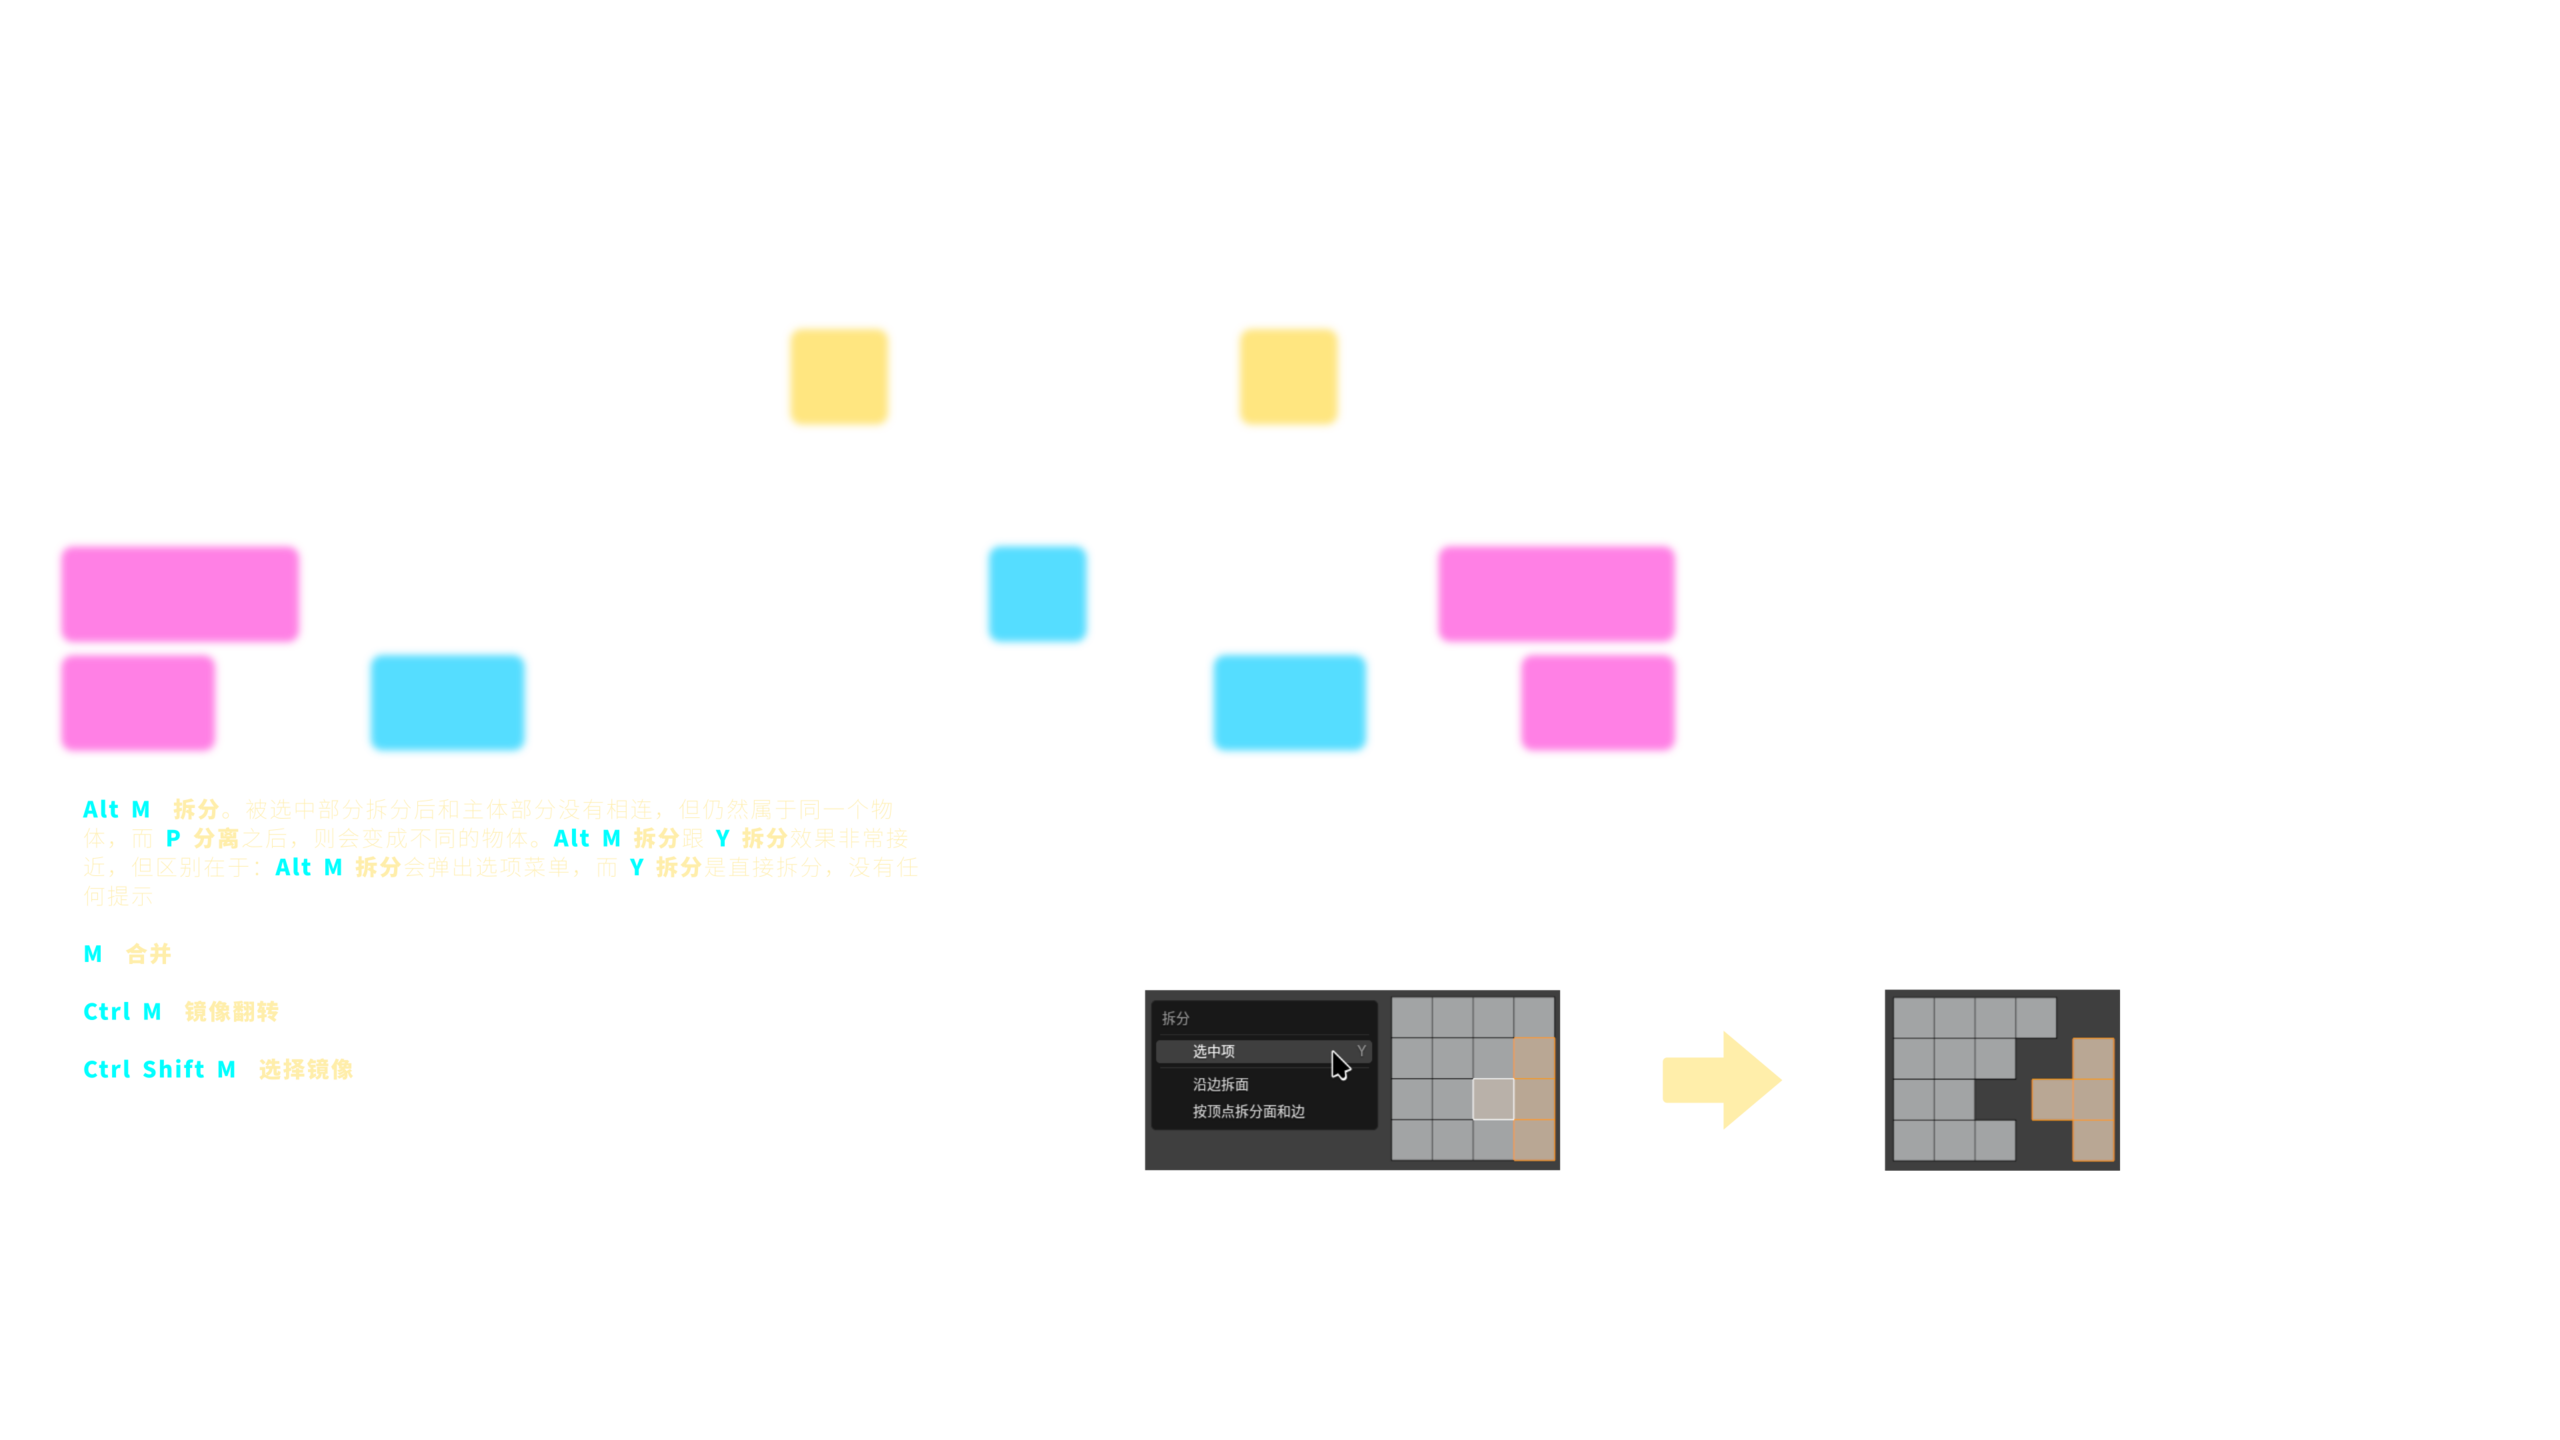 Alt M 拆分。被选中部分拆分后和主体部分没有相连，但仍然属于同一个物
体，而 P 分离之后，则会变成不同的物体。Alt M 拆分跟 Y 拆分效果非常接
近，但区别在于：Alt M 拆分会弹出选项菜单，而 Y 拆分是直接拆分，没有任
何提示
M 合并
Ctrl M 镜像翻转
Ctrl Shift M 选择镜像
拆分
选中项 Y
沿边拆面
按顶点拆分面和边